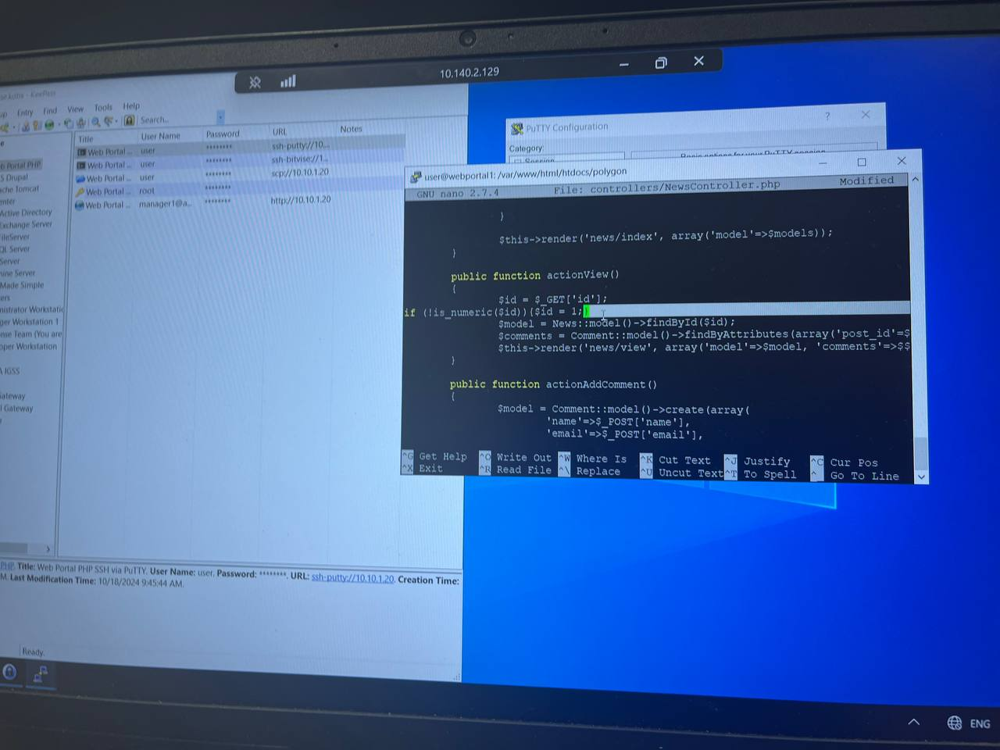 10.140.2.129
KeePass
Entry Find View Tools Help
Search...
Title User Name Password URL Notes
Web Portal ... user ******** ssh-putty://10...
Web Portal ... user ******** ssh-bitvise://1...
Web Portal ... user ******** scp://10.10.1.20
Web Portal ... root ********
Web Portal ... manager1@a... ******** http://10.10.1.20
b Portal PHP
S Drupal
che Tomcat
enter
Active Directory
Exchange Server
FileServer
QL Server
Server
nine Server
Made Simple
ers
nistrator Workstatio
ger Workstation 1
onse Team (You are
oper Workstation
A IGSS
Gateway
l Gateway
PHP. Title: Web Portal PHP SSH via PuTTY. User Name: user. Password: ********. URL: ssh-putty://10.10.1.20. Creation Time:
M. Last Modification Time: 10/18/2024 9:45:44 AM.
Ready.
PuTTY Configuration
? 
Category:
Session
Basic options for your PuTTY session
user@webportal1: /var/www/html/htdocs/polygon
GNU nano 2.7.4 File: controllers/NewsController.php Modified
}
$this->render('news/index', array('model'=>$models));
}
public function actionView()
{
$id = $_GET['id'];
if (!is_numeric($id)){$id = 1;}
$model = News::model()->findById($id);
$comments = Comment::model()->findByAttributes(array('post_id'=$
$this->render('news/view', array('model'=>$model, 'comments'=>$$
}
public function actionAddComment()
{
$model = Comment::model()->create(array(
'name'=>$_POST['name'],
'email'=>$_POST['email'],
^G Get Help ^O Write Out ^W Where Is ^K Cut Text ^J Justify ^C Cur Pos
^X Exit ^R Read File ^\ Replace ^U Uncut Text ^T To Spell ^_ Go To Line
ENG